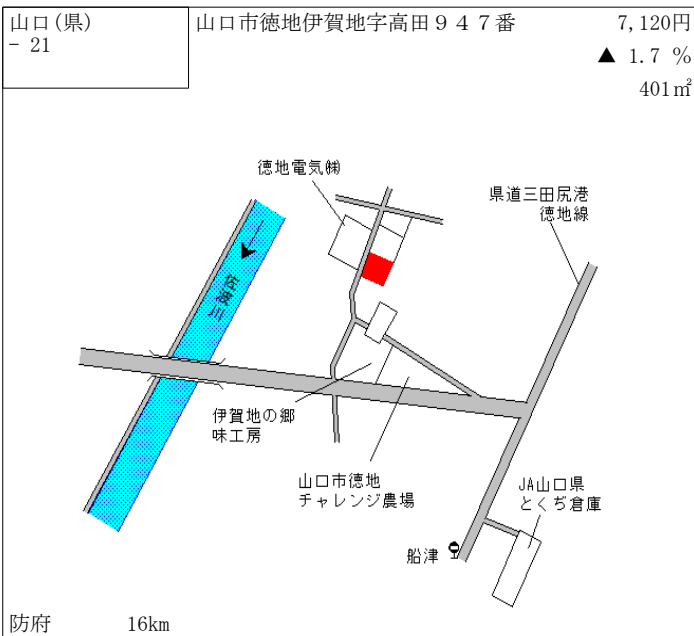 山口(県)
- 21
山口市徳地伊賀地字高田９４７番
7,120円
▲ 1.7 %
401㎡
徳地電気㈱
県道三田尻港
徳地線
佐波川
伊賀地の郷
味工房
山口市徳地
チャレンジ農場
JA山口県
とくぢ倉庫
船津
防府 16km